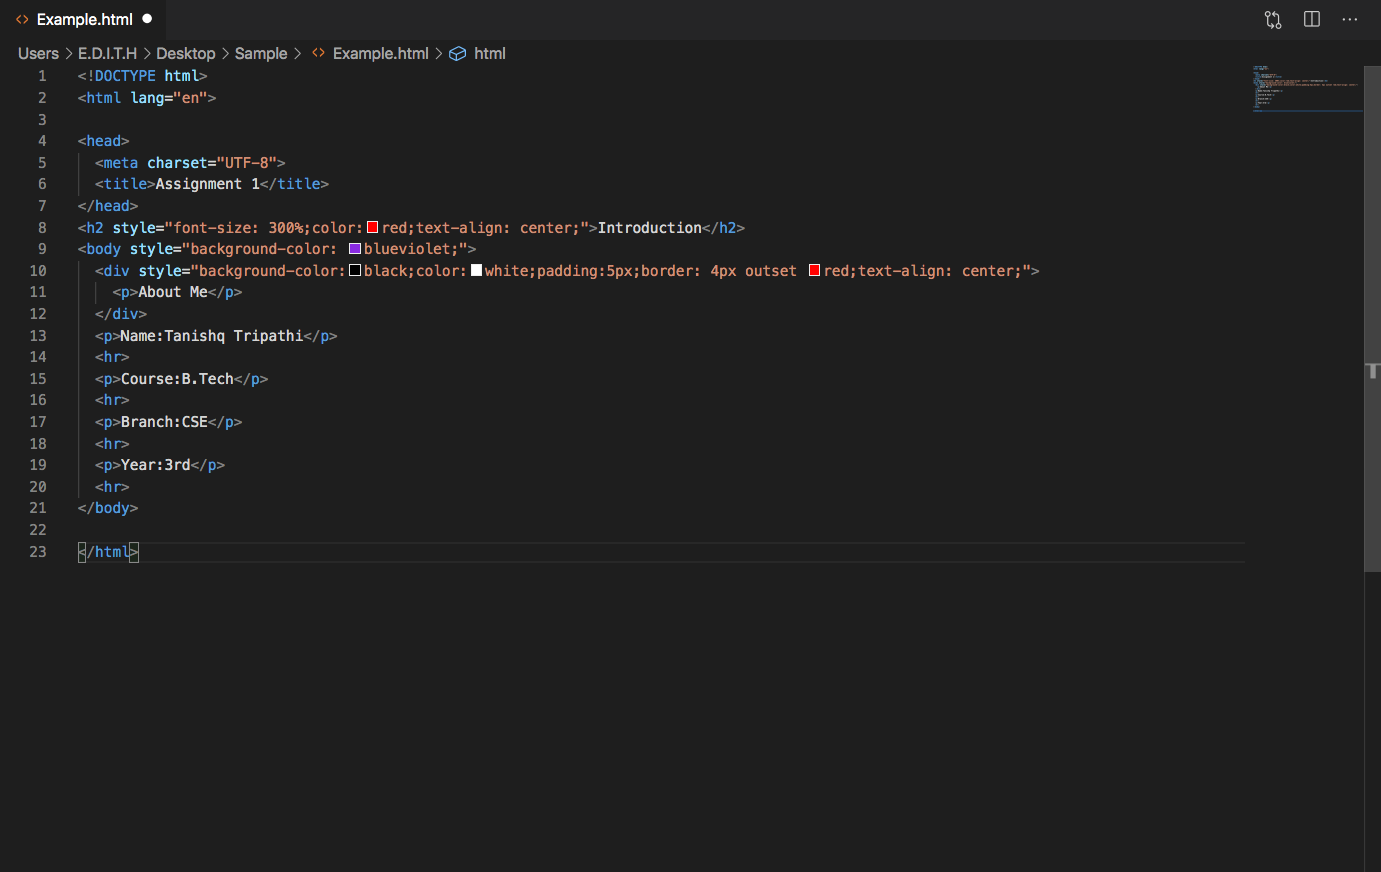 Example.html
Users > E.D.I.T.H > Desktop > Sample > <> Example.html > html
1 <!DOCTYPE html>
2 <html lang="en">
3
4 <head>
5   <meta charset="UTF-8">
6   <title>Assignment 1</title>
7 </head>
8 <h2 style="font-size: 300%;color:red;text-align: center;">Introduction</h2>
9 <body style="background-color: blueviolet;">
10   <div style="background-color:black;color:white;padding:5px;border: 4px outset red;text-align: center;">
11     <p>About Me</p>
12   </div>
13   <p>Name:Tanishq Tripathi</p>
14   <hr>
15   <p>Course:B.Tech</p>
16   <hr>
17   <p>Branch:CSE</p>
18   <hr>
19   <p>Year:3rd</p>
20   <hr>
21 </body>
22
23 </html>